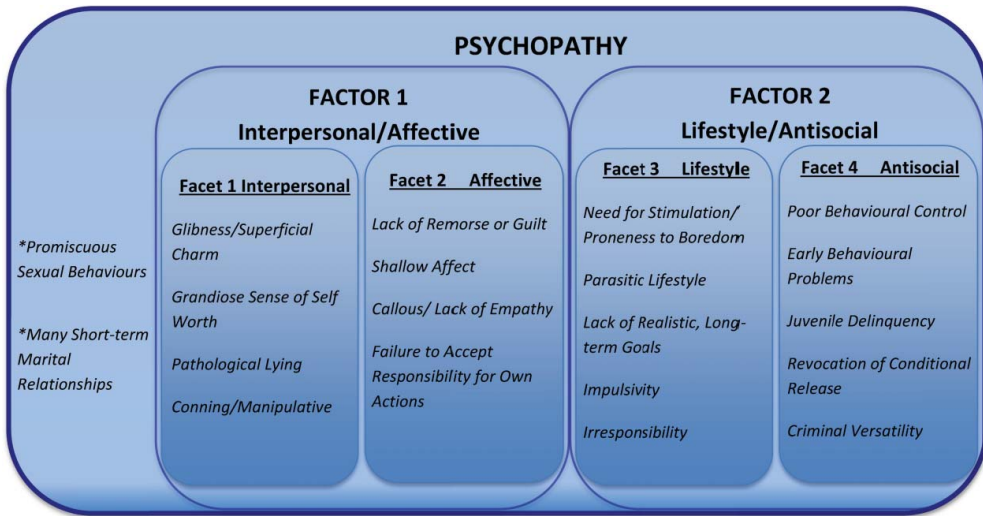 PSYCHOPATHY
*Promiscuous
Sexual Behaviours
*Many Short-term
Marital
Relationships
FACTOR 1
Interpersonal/Affective
Facet 1 Interpersonal
Glibness/Superficial
Charm
Grandiose Sense of Self
Worth
Pathological Lying
Conning/Manipulative
Facet 2 Affective
Lack of Remorse or Guilt
Shallow Affect
Callous/ Lack of Empathy
Failure to Accept
Responsibility for Own
Actions
FACTOR 2
Lifestyle/Antisocial
Facet 3 Lifestyle
Need for Stimulation/
Proneness to Boredom
Parasitic Lifestyle
Lack of Realistic, Long-
term Goals
Impulsivity
Irresponsibility
Facet 4 Antisocial
Poor Behavioural Control
Early Behavioural
Problems
Juvenile Delinquency
Revocation of Conditional
Release
Criminal Versatility